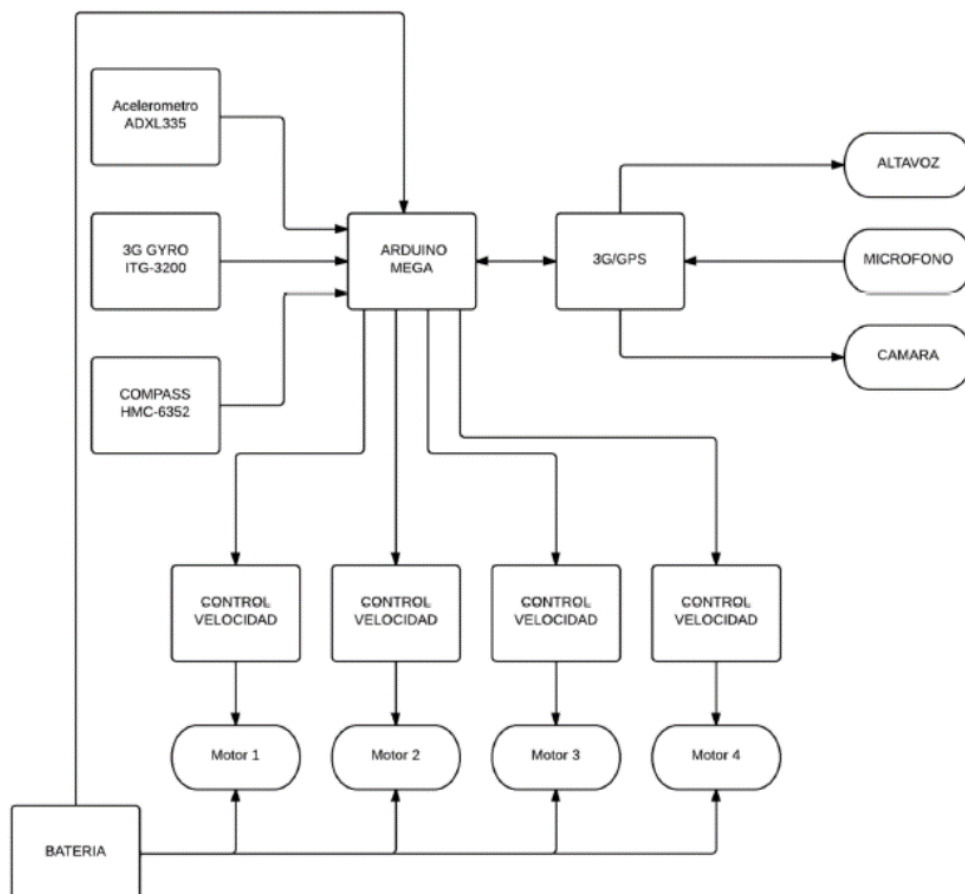 Acelerometro
ADXL335
3G GYRO
ITG-3200
COMPASS
HMC-6352
ARDUINO
MEGA
3G/GPS
ALTAVOZ
MICROFONO
CAMARA
CONTROL
VELOCIDAD
CONTROL
VELOCIDAD
CONTROL
VELOCIDAD
CONTROL
VELOCIDAD
Motor 1
Motor 2
Motor 3
Motor 4
BATERIA